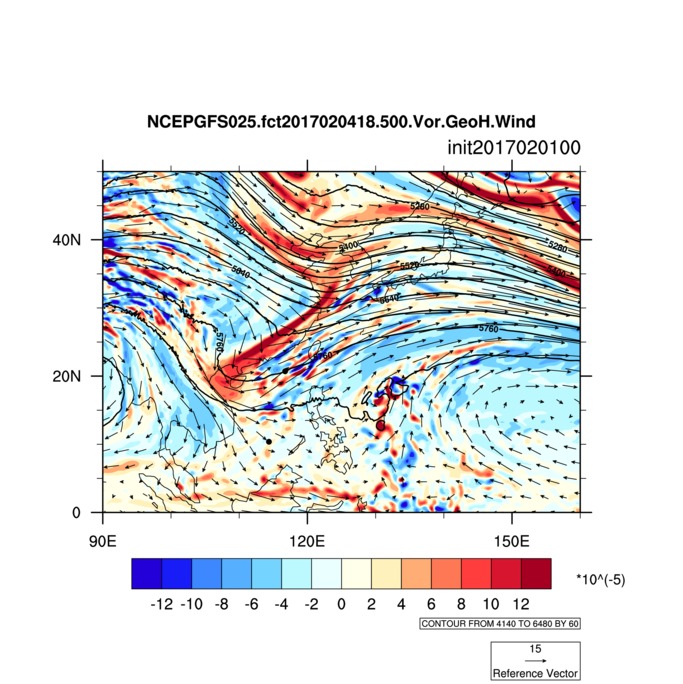 NCEPGFS025.fct2017020418.500.Vor.GeoH.Wind
init2017020100
5260
5520
5400
5280
5640
5520
5400
5640
5760
5760
5760
40N
20N
0
90E
120E
150E
-12 -10 -8 -6 -4 -2 0 2 4 6 8 10 12
*10^(-5)
CONTOUR FROM 4140 TO 6480 BY 60
15
Reference Vector